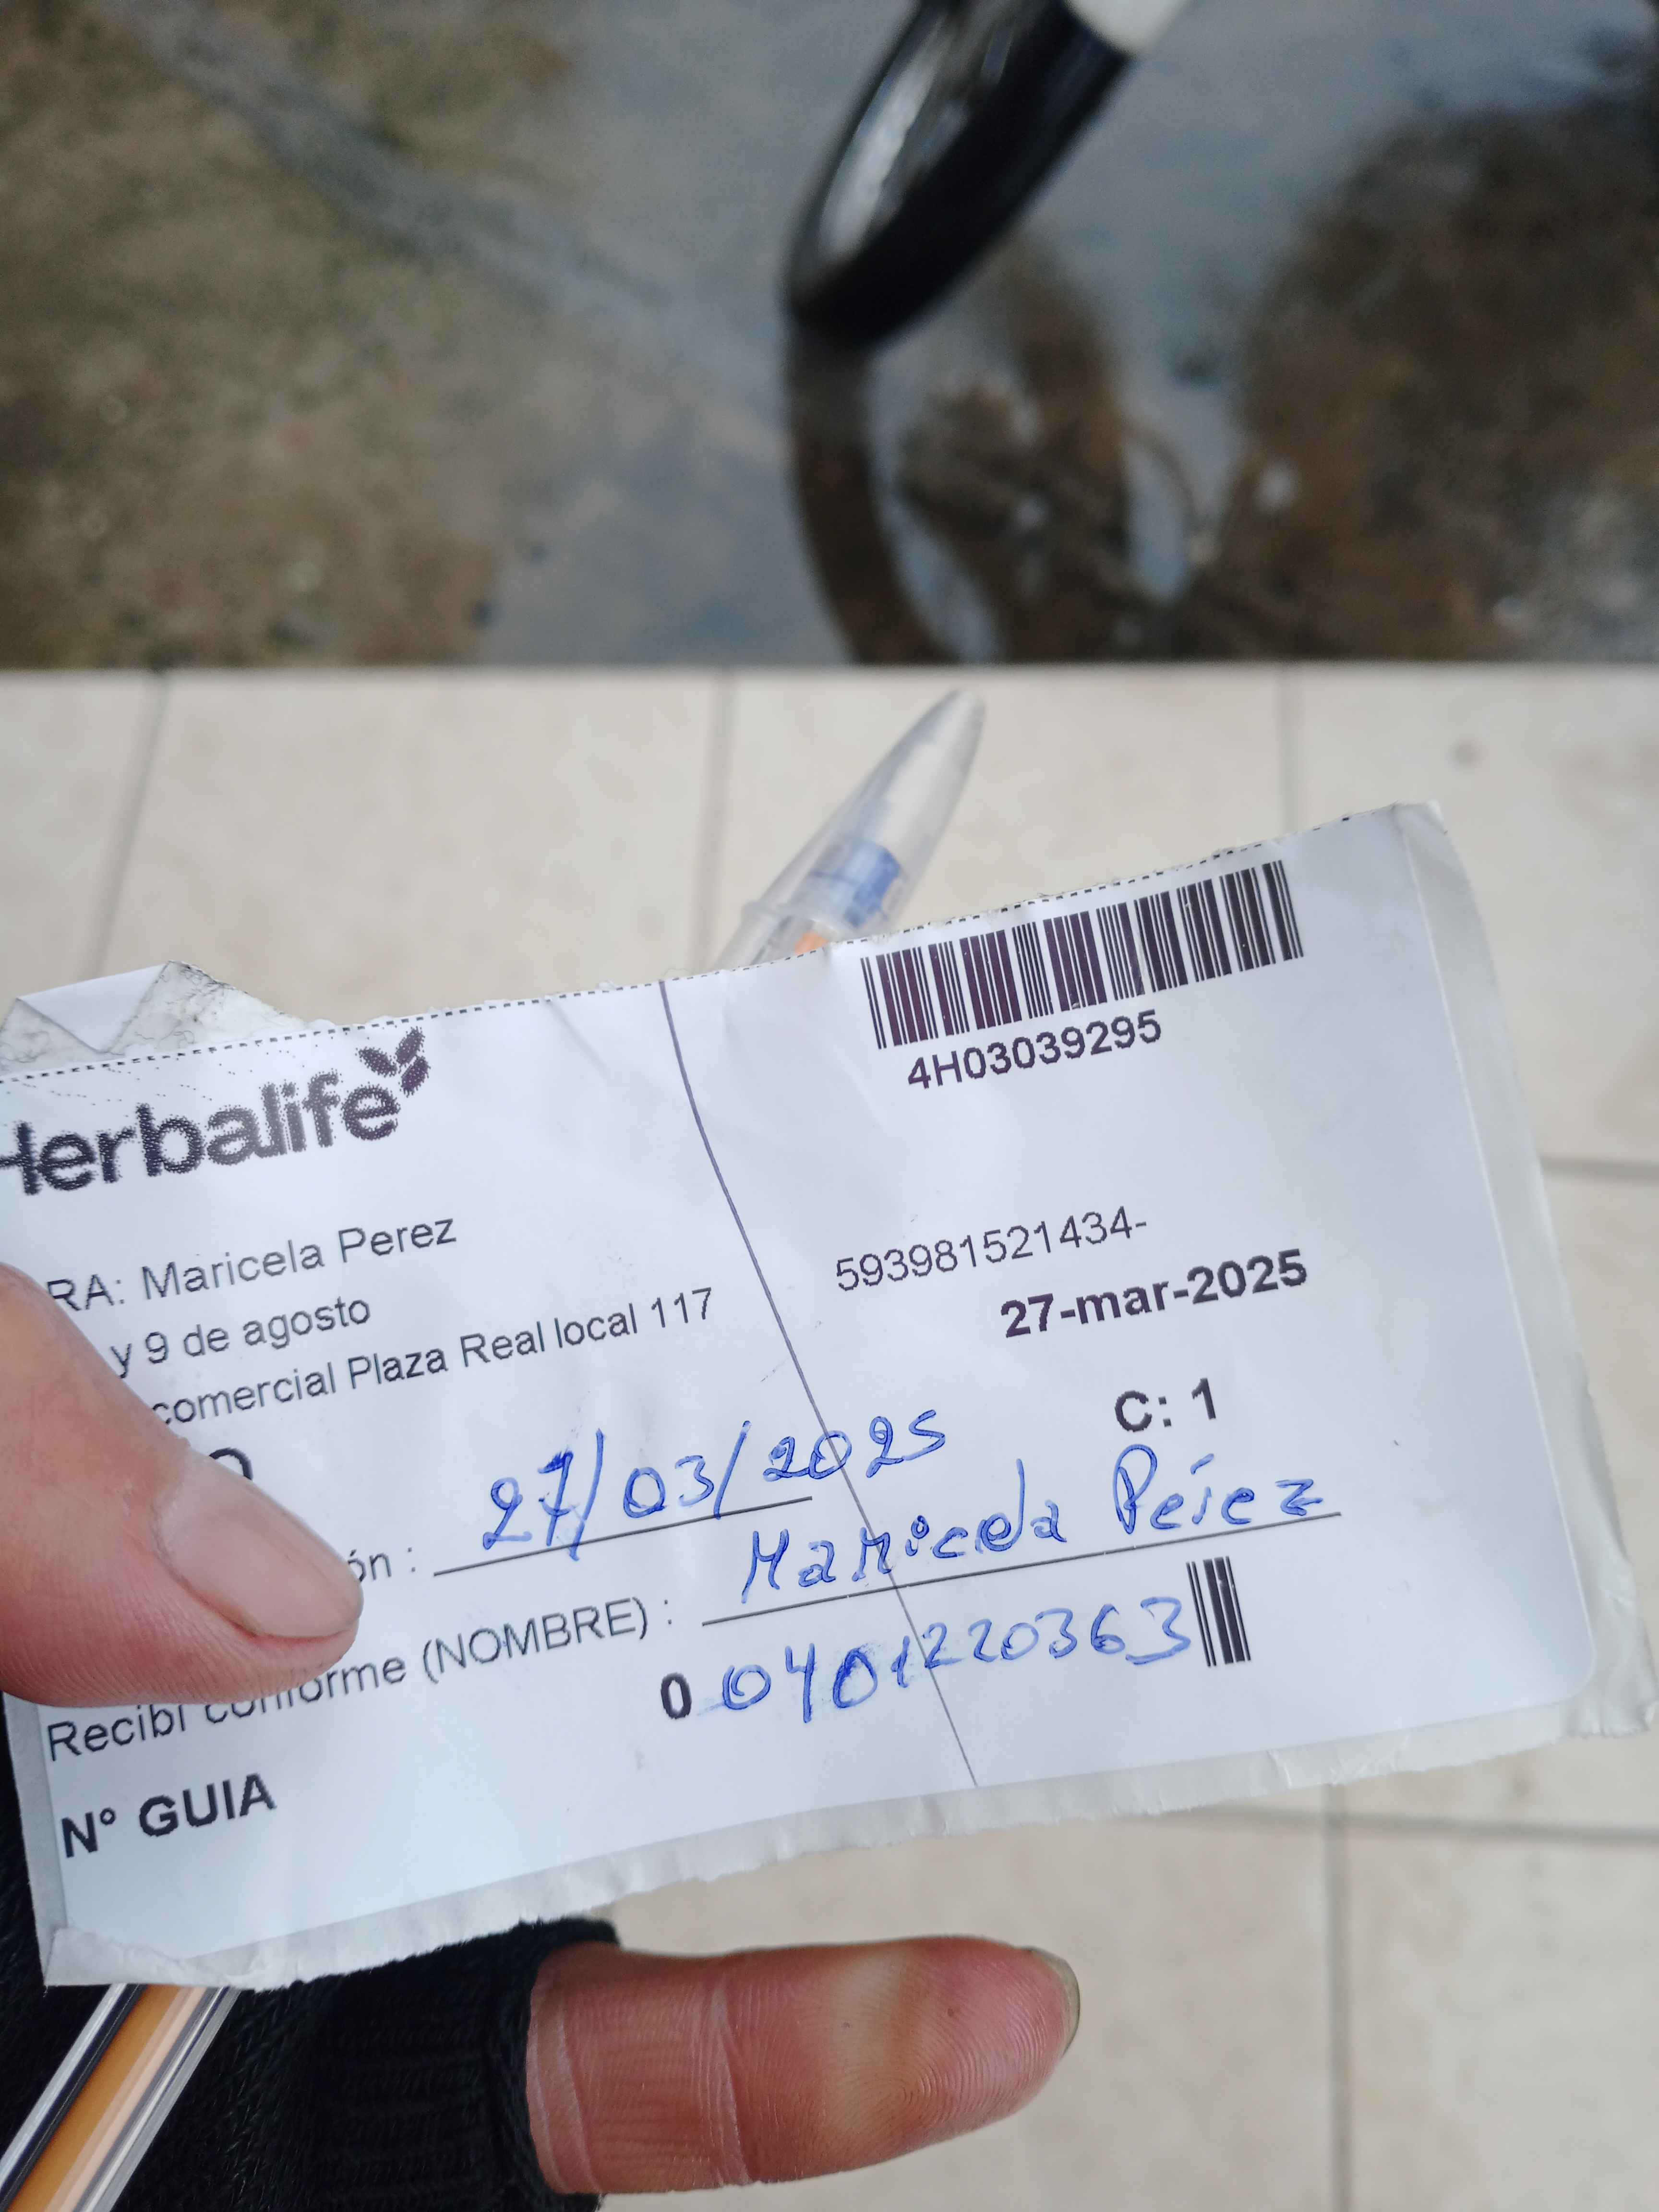 Herbalife
4H03039295
RA: Maricela Perez
593981521434-
y 9 de agosto
27-mar-2025
comercial Plaza Real local 117
C: 1
ón : 27/03/2025
Recibi conforme (NOMBRE) : Maricela Pérez
0 0401220363
N° GUIA